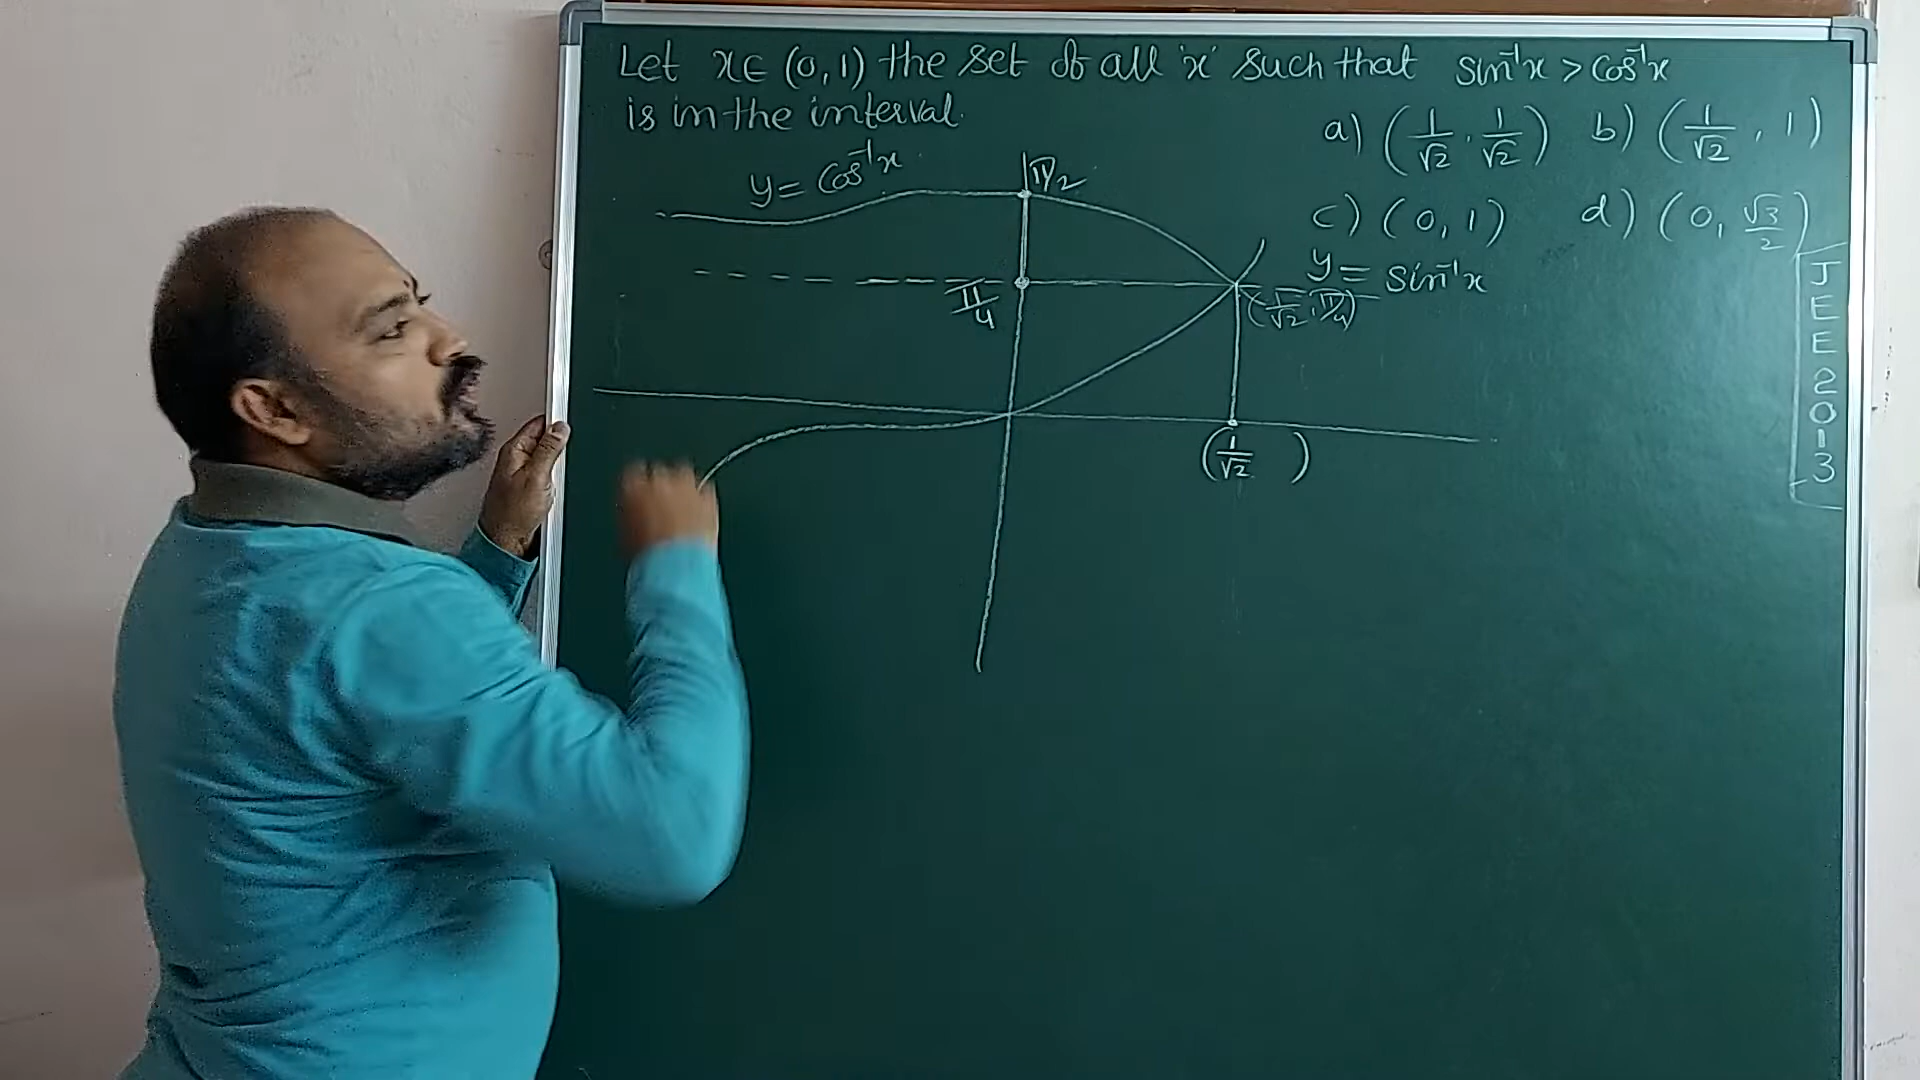 Let x∈ (0,1) the set of all 'x' such that sin⁻¹x > Cos⁻¹x
is in the interval.
a) (1/√2, 1/√2) b) (1/√2, 1)
c) (0, 1) d) (0, √3/2)
y = Cos⁻¹x
π/2
y = sin⁻¹x
π/4
(1/√2, π/4)
(1/√2 )
JEE 2013